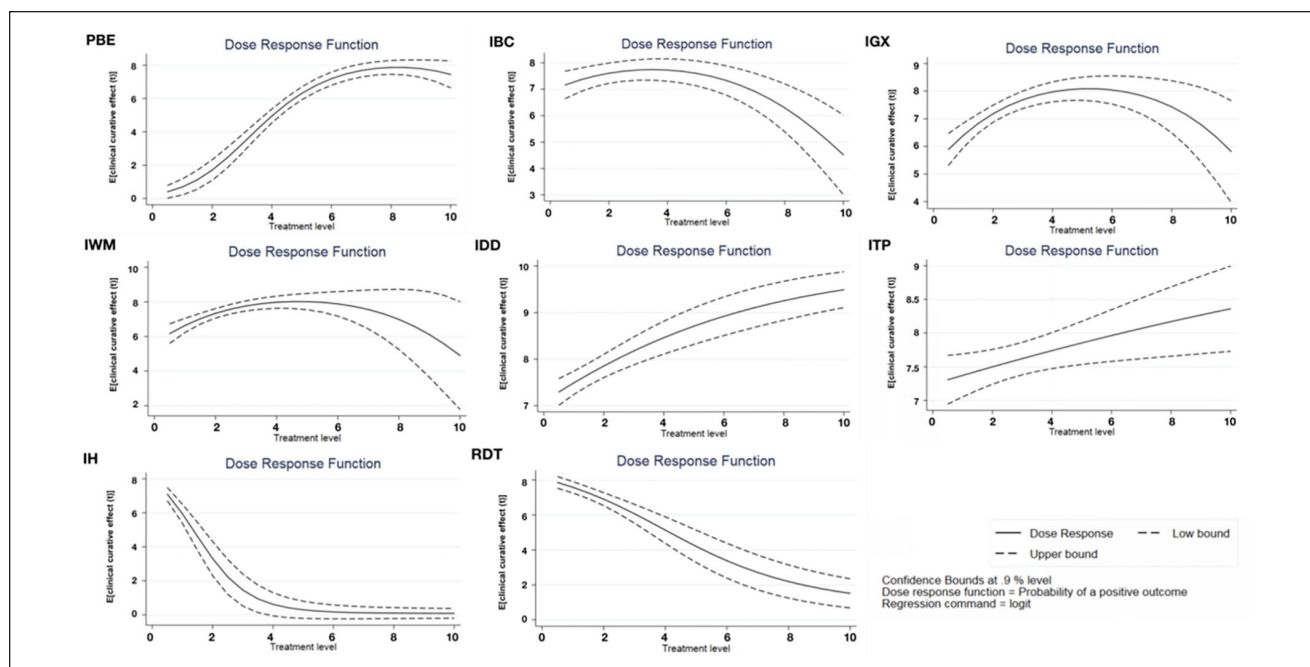 PBE
Dose Response Function
E[clinical curative effect (t)]
8
6
4
2
0
0 2 4 6 8 10
Treatment level
IBC
Dose Response Function
E[clinical curative effect (t)]
8
7
6
5
4
3
0 2 4 6 8 10
Treatment level
IGX
Dose Response Function
E[clinical curative effect (t)]
9
8
7
6
5
4
0 2 4 6 8 10
Treatment level
IWM
Dose Response Function
E[clinical curative effect (t)]
10
8
6
4
2
0 2 4 6 8 10
Treatment level
IDD
Dose Response Function
E[clinical curative effect (t)]
10
9
8
7
0 2 4 6 8 10
Treatment level
ITP
Dose Response Function
E[clinical curative effect (t)]
9
8.5
8
7.5
7
0 2 4 6 8 10
Treatment level
IH
Dose Response Function
E[clinical curative effect (t)]
8
6
4
2
0
0 2 4 6 8 10
Treatment level
RDT
Dose Response Function
E[clinical curative effect (t)]
8
6
4
2
0
0 2 4 6 8 10
Treatment level
Dose Response Low bound
Upper bound
Confidence Bounds at .9 % level
Dose response function = Probability of a positive outcome
Regression command = logit